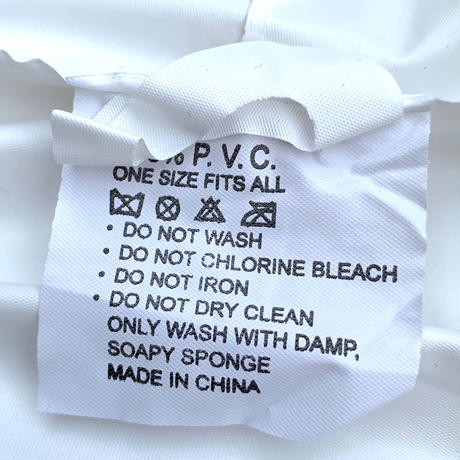 % P. V. C.
ONE SIZE FITS ALL
• DO NOT WASH
• DO NOT CHLORINE BLEACH
• DO NOT IRON
• DO NOT DRY CLEAN
ONLY WASH WITH DAMP,
SOAPY SPONGE
MADE IN CHINA